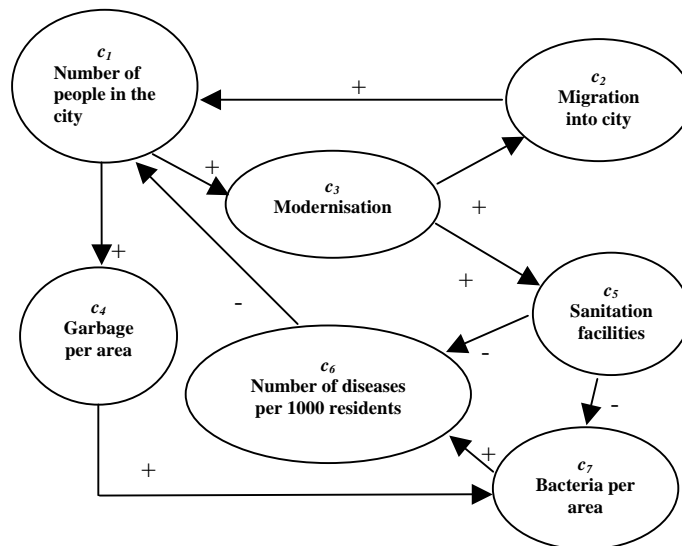 c1
Number of
people in the
city
+
c2
Migration
into city
+
c3
Modernisation
+
+
+
c4
Garbage
per area
-
c5
Sanitation
facilities
c6
Number of diseases
per 1000 residents
-
-
+
+
c7
Bacteria per
area